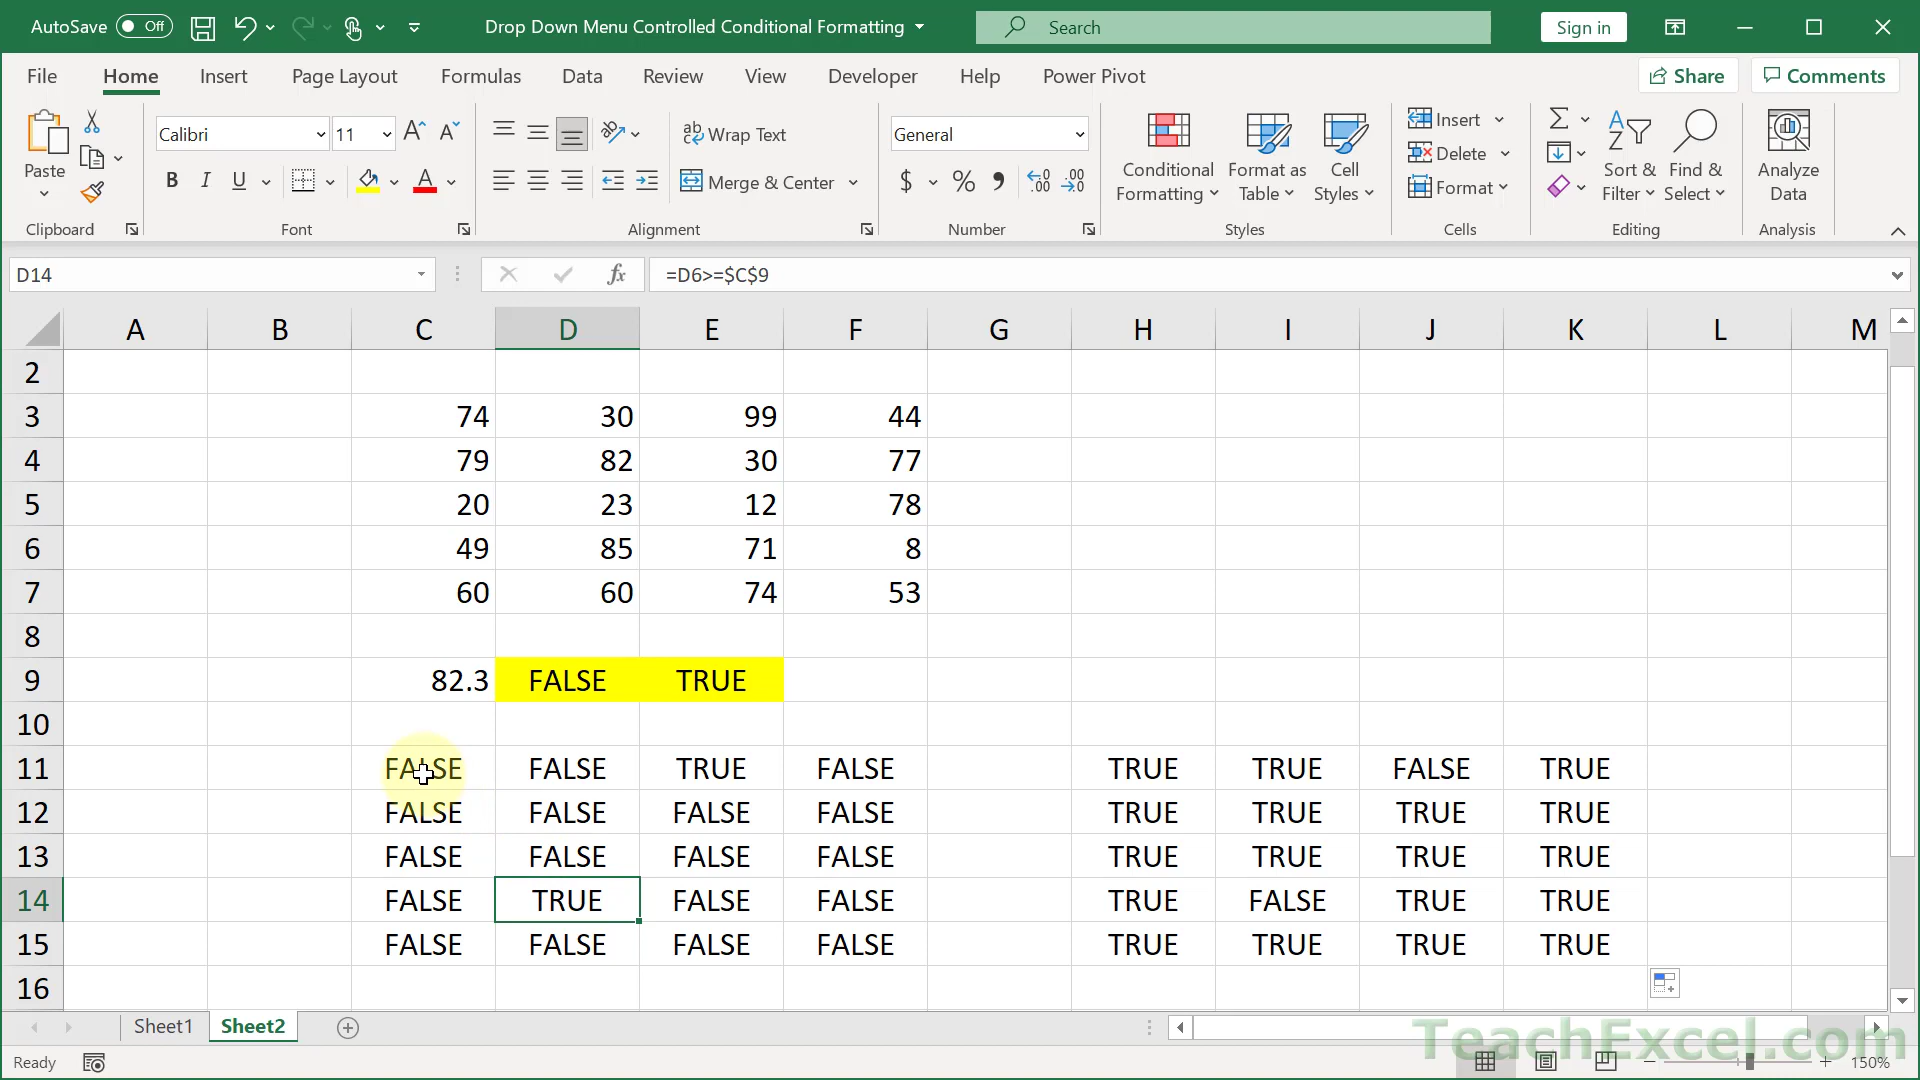 AutoSave Off Drop Down Menu Controlled Conditional Formatting Search Sign in
File Home Insert Page Layout Formulas Data Review View Developer Help Power Pivot Share Comments
Paste
Calibri 11
B I U A
ab Wrap Text
Merge & Center
General
$ % 9 .00 .00
Conditional Formatting
Format as Table
Cell Styles
Insert
Delete
Format
Sort & Filter
Find & Select
Analyze Data
Clipboard Font Alignment Number Styles Cells Editing Analysis
D14 fx =D6>=$C$9
A B C D E F G H I J K L M
2
3 74 30 99 44
4 79 82 30 77
5 20 23 12 78
6 49 85 71 8
7 60 60 74 53
8
9 82.3 FALSE TRUE
10
11 FALSE FALSE TRUE FALSE TRUE TRUE FALSE TRUE
12 FALSE FALSE FALSE FALSE TRUE TRUE TRUE TRUE
13 FALSE FALSE FALSE FALSE TRUE TRUE TRUE TRUE
14 FALSE TRUE FALSE FALSE TRUE FALSE TRUE TRUE
15 FALSE FALSE FALSE FALSE TRUE TRUE TRUE TRUE
16
Sheet1 Sheet2
TeachExcel.com
Ready 150%